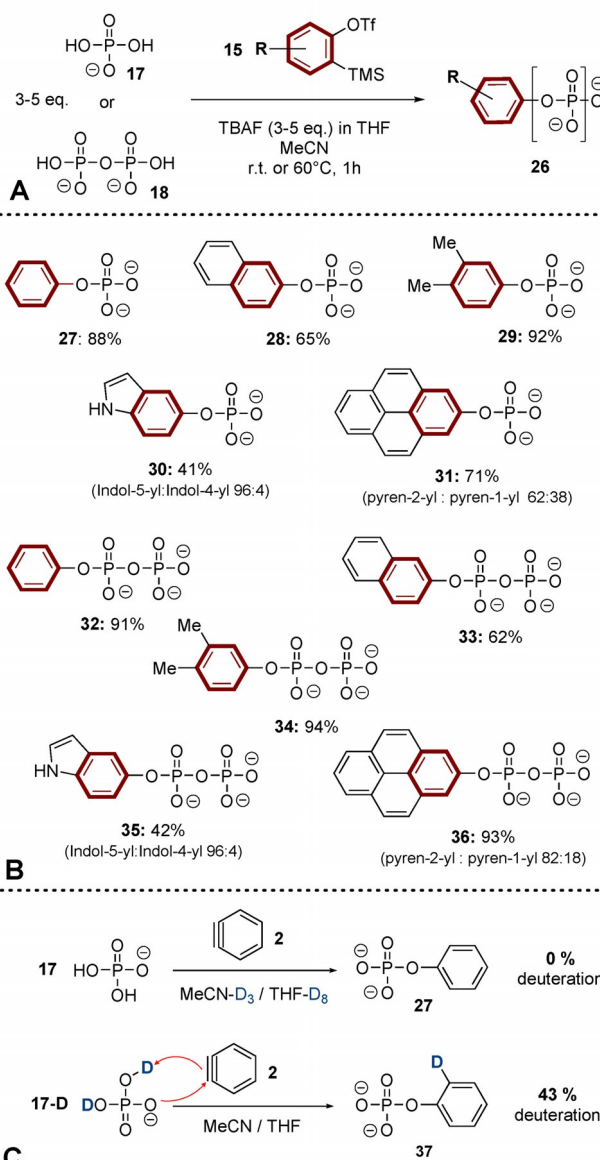 O
HO P OH
O⊖ 17
3-5 eq. or
O O
HO P O P OH
⊖O ⊖O 18
15 R OTf
TMS
TBAF (3-5 eq.) in THF
MeCN
r.t. or 60°C, 1h
R O P O
O⊖
26
A
O P O⊖
O⊖
27: 88%
O P O⊖
O⊖
28: 65%
Me
Me O P O⊖
O⊖
29: 92%
HN O P O⊖
O⊖
30: 41%
(Indol-5-yl:Indol-4-yl 96:4)
O P O⊖
O⊖
31: 71%
(pyren-2-yl : pyren-1-yl 62:38)
O P O P O⊖
O⊖ O⊖
32: 91%
O P O P O⊖
O⊖ O⊖
33: 62%
Me
Me O P O P O⊖
O⊖ O⊖
34: 94%
HN O P O P O⊖
O⊖ O⊖
35: 42%
(Indol-5-yl:Indol-4-yl 96:4)
O P O P O⊖
O⊖ O⊖
36: 93%
(pyren-2-yl : pyren-1-yl 82:18)
B
17 HO P O⊖
OH
2
MeCN-D3 / THF-D8
⊖O P O
⊖O
27
0 %
deuteration
17-D DO P O⊖
O D
O
2
MeCN / THF
D
⊖O P O
⊖O
37
43 %
deuteration
C